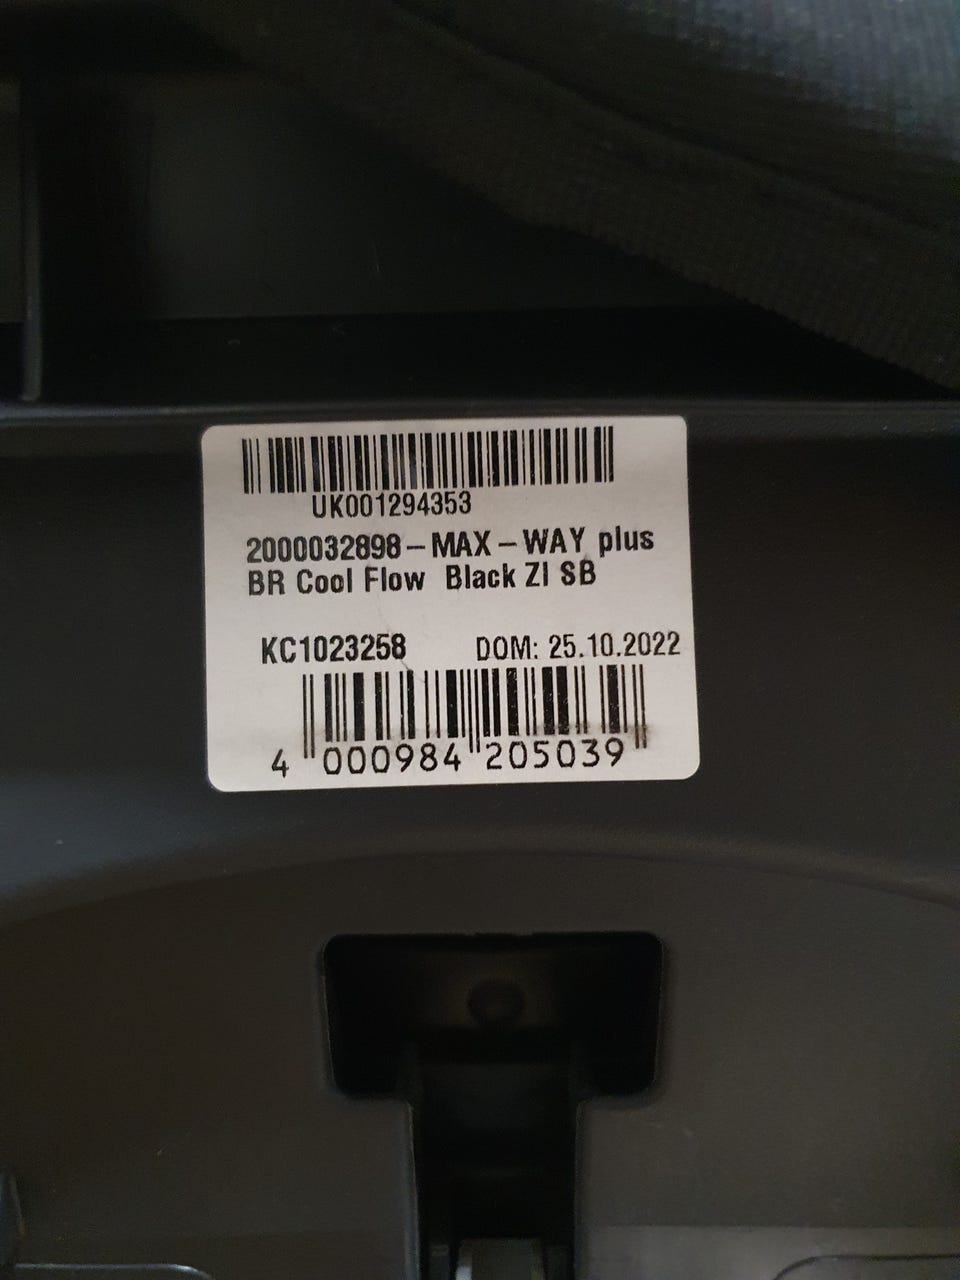 UK001294353
2000032898-MAX-WAY plus
BR Cool Flow Black ZI SB
KC1023258 DOM: 25.10.2022
4 000984 205039